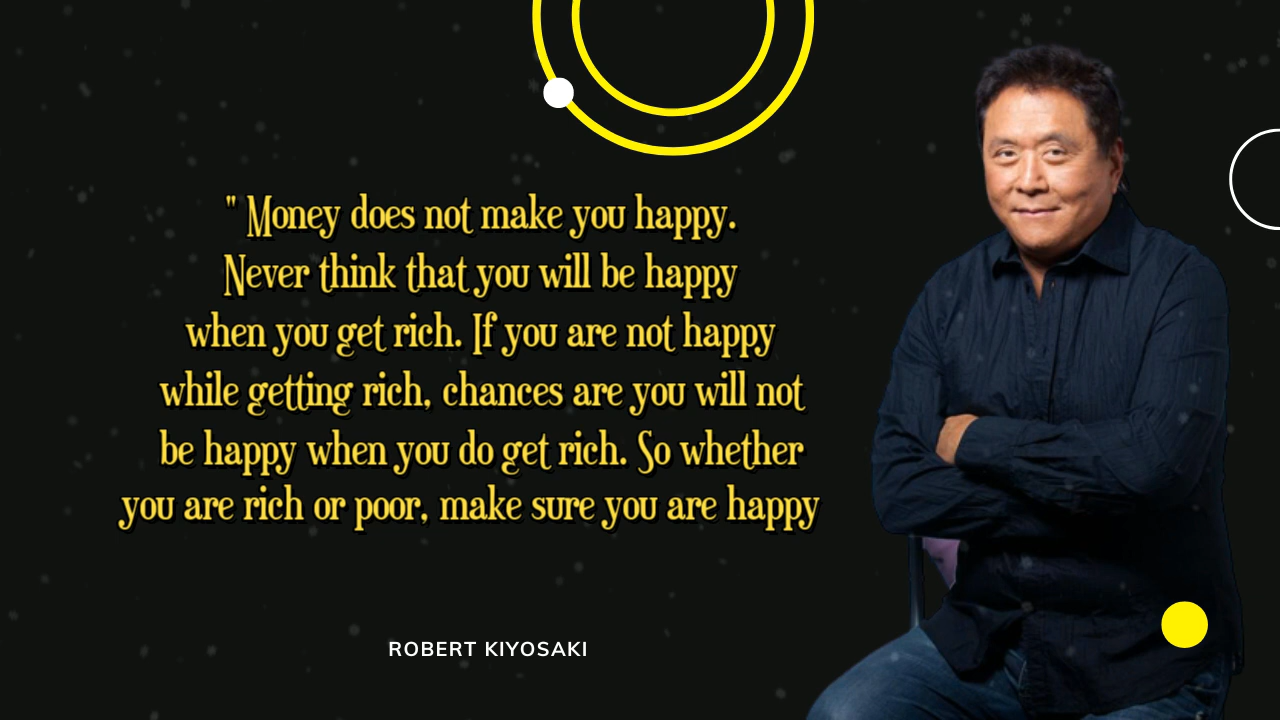 " Money does not make you happy.
Never think that you will be happy
when you get rich. If you are not happy
while getting rich, chances are you will not
be happy when you do get rich. So whether
you are rich or poor, make sure you are happy
ROBERT KIYOSAKI